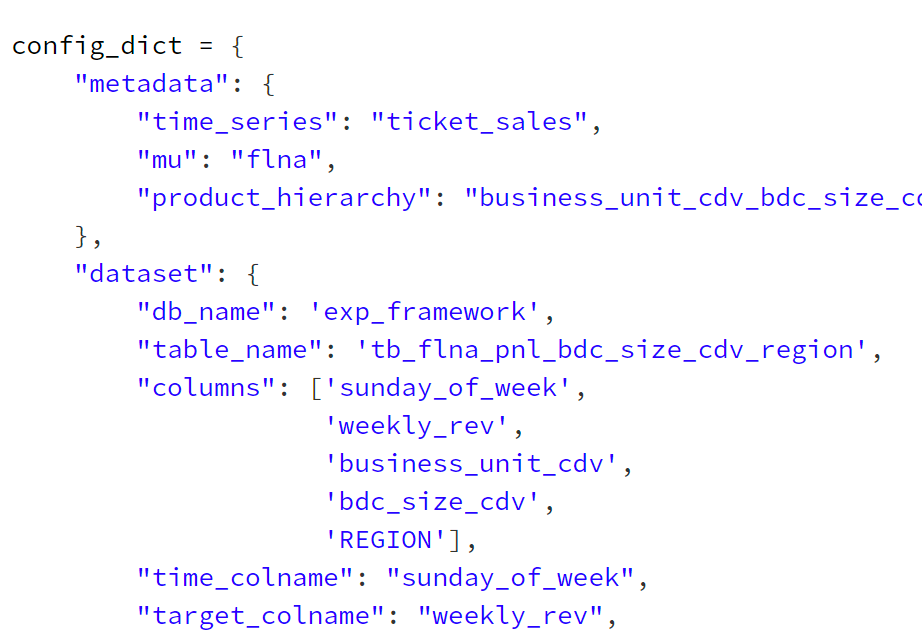 config_dict = {
    "metadata": {
        "time_series": "ticket_sales",
        "mu": "flna",
        "product_hierarchy": "business_unit_cdv_bdc_size_c
    },
    "dataset": {
        "db_name": 'exp_framework',
        "table_name": 'tb_flna_pnl_bdc_size_cdv_region',
        "columns": ['sunday_of_week',
                    'weekly_rev',
                    'business_unit_cdv',
                    'bdc_size_cdv',
                    'REGION'],
        "time_colname": "sunday_of_week",
        "target_colname": "weekly_rev",